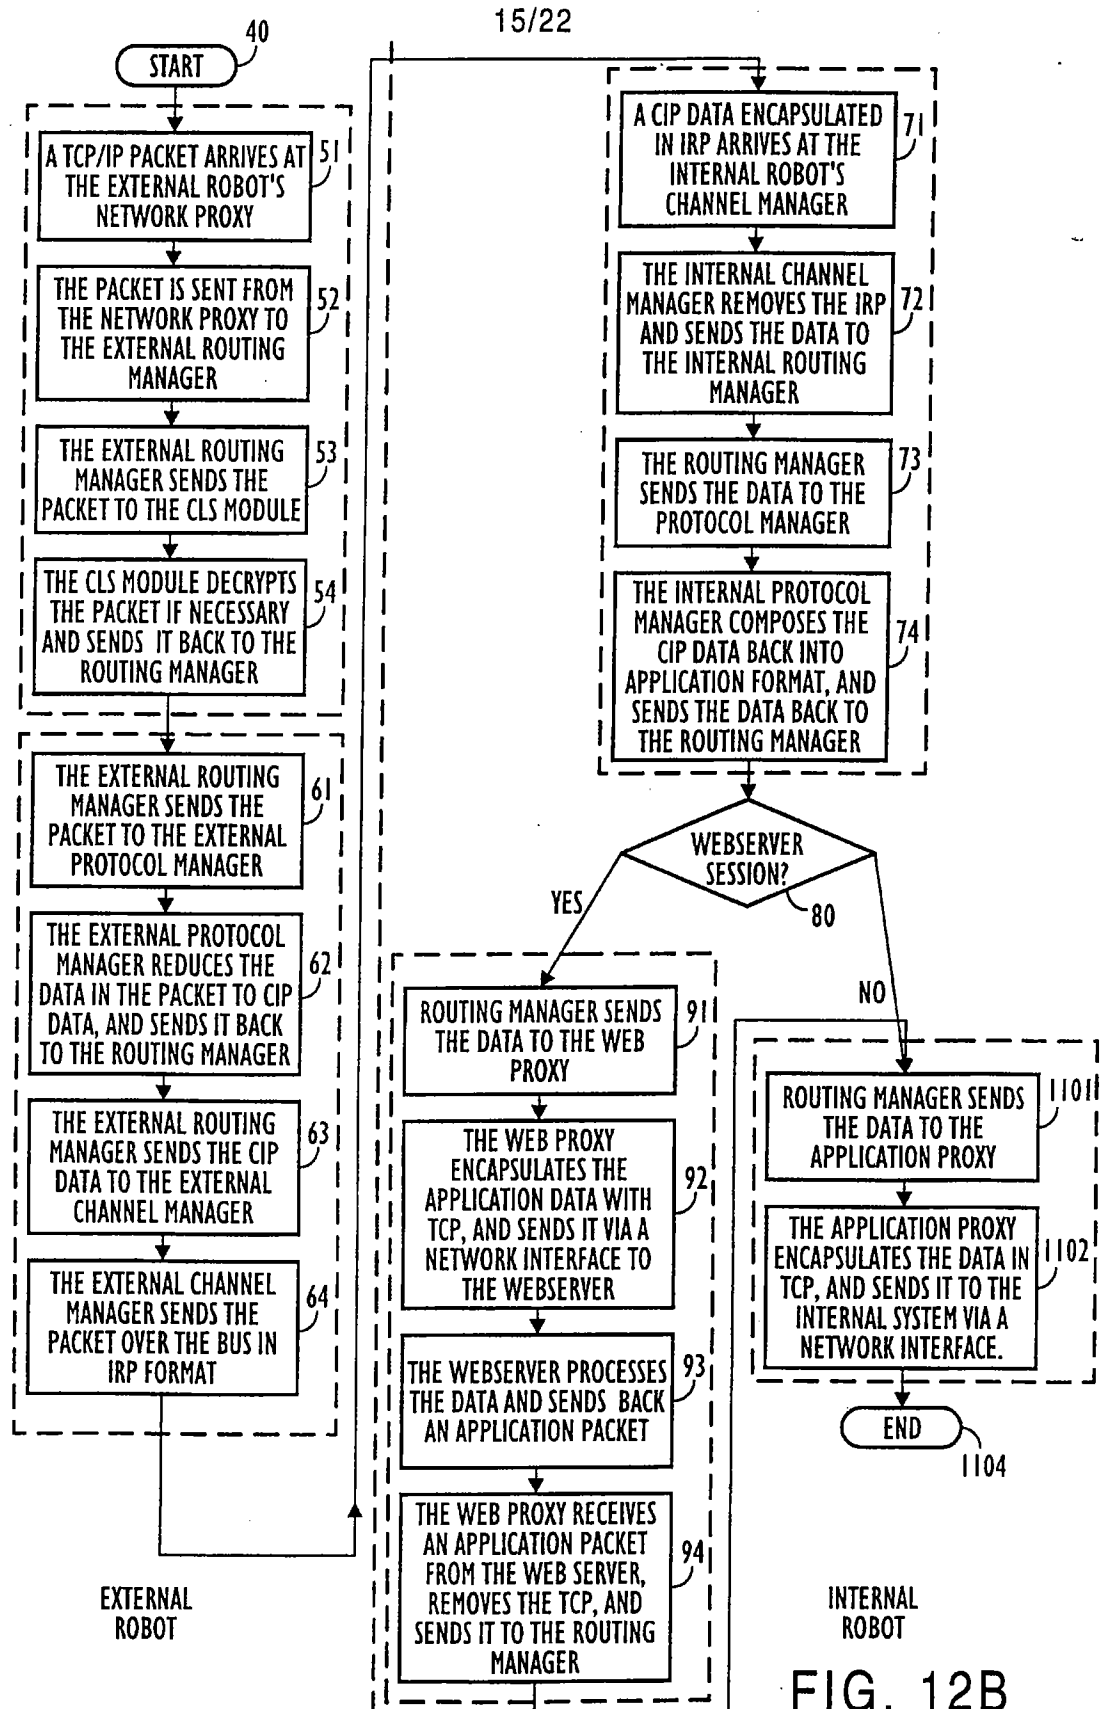 15/22
START
40
A TCP/IP PACKET ARRIVES AT
THE EXTERNAL ROBOT'S
NETWORK PROXY
51
THE PACKET IS SENT FROM
THE NETWORK PROXY TO
THE EXTERNAL ROUTING
MANAGER
52
THE EXTERNAL ROUTING
MANAGER SENDS THE
PACKET TO THE CLS MODULE
53
THE CLS MODULE DECRYPTS
THE PACKET IF NECESSARY
AND SENDS IT BACK TO THE
ROUTING MANAGER
54
THE EXTERNAL ROUTING
MANAGER SENDS THE
PACKET TO THE EXTERNAL
PROTOCOL MANAGER
61
THE EXTERNAL PROTOCOL
MANAGER REDUCES THE
DATA IN THE PACKET TO CIP
DATA, AND SENDS IT BACK
TO THE ROUTING MANAGER
62
THE EXTERNAL ROUTING
MANAGER SENDS THE CIP
DATA TO THE EXTERNAL
CHANNEL MANAGER
63
THE EXTERNAL CHANNEL
MANAGER SENDS THE
PACKET OVER THE BUS IN
IRP FORMAT
64
EXTERNAL
ROBOT
A CIP DATA ENCAPSULATED
IN IRP ARRIVES AT THE
INTERNAL ROBOT'S
CHANNEL MANAGER
71
THE INTERNAL CHANNEL
MANAGER REMOVES THE IRP
AND SENDS THE DATA TO
THE INTERNAL ROUTING
MANAGER
72
THE ROUTING MANAGER
SENDS THE DATA TO THE
PROTOCOL MANAGER
73
THE INTERNAL PROTOCOL
MANAGER COMPOSES THE
CIP DATA BACK INTO
APPLICATION FORMAT, AND
SENDS THE DATA BACK TO
THE ROUTING MANAGER
74
WEBSERVER
SESSION?
80
YES
NO
ROUTING MANAGER SENDS
THE DATA TO THE WEB
PROXY
91
THE WEB PROXY
ENCAPSULATES THE
APPLICATION DATA WITH
TCP, AND SENDS IT VIA A
NETWORK INTERFACE TO
THE WEBSERVER
92
THE WEBSERVER PROCESSES
THE DATA AND SENDS BACK
AN APPLICATION PACKET
93
THE WEB PROXY RECEIVES
AN APPLICATION PACKET
FROM THE WEB SERVER,
REMOVES THE TCP, AND
SENDS IT TO THE ROUTING
MANAGER
94
ROUTING MANAGER SENDS
THE DATA TO THE
APPLICATION PROXY
1101
THE APPLICATION PROXY
ENCAPSULATES THE DATA IN
TCP, AND SENDS IT TO THE
INTERNAL SYSTEM VIA A
NETWORK INTERFACE.
1102
END
1104
INTERNAL
ROBOT
FIG. 12B